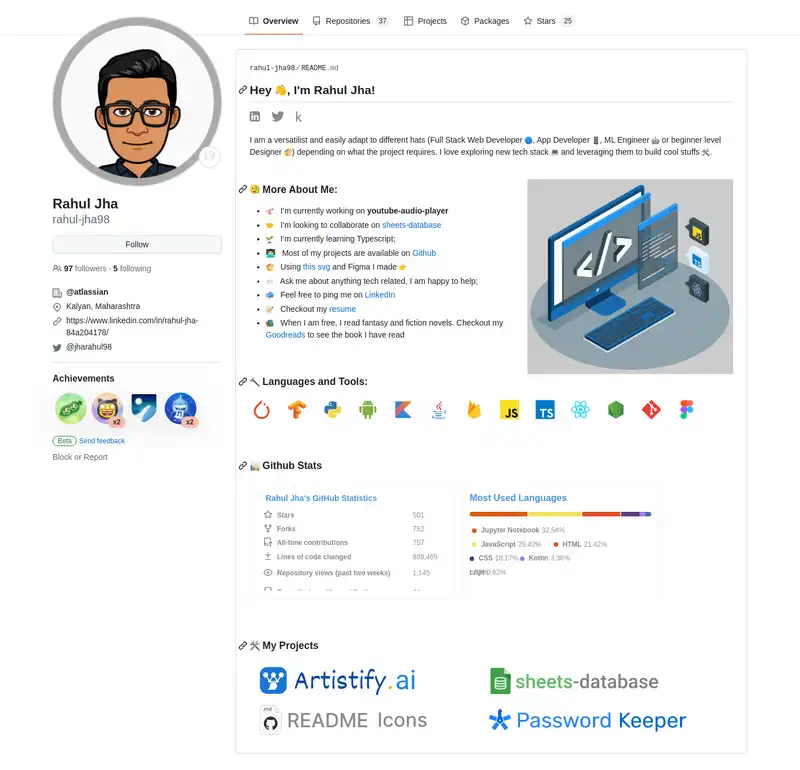 Overview Repositories 37 Projects Packages Stars 25
Rahul Jha
rahul-jha98
Follow
97 followers · 5 following
@atlassian
Kalyan, Maharashtra
https://www.linkedin.com/in/rahul-jha-
84a204178/
@jharahul98
Achievements
x2
x2
Beta Send feedback
Block or Report
rahul-jha98/README.md
Hey 👋, I'm Rahul Jha!
k
I am a versatilist and easily adapt to different hats (Full Stack Web Developer 🌐, App Developer 📱, ML Engineer 🤖 or beginner level
Designer 🎨) depending on what the project requires. I love exploring new tech stack 💻 and leveraging them to build cool stuffs 🛠.
More About Me:
I'm currently working on youtube-audio-player
I'm looking to collaborate on sheets-database
I'm currently learning Typescript;
Most of my projects are available on Github
Using this svg and Figma I made 👉
Ask me about anything tech related, I am happy to help;
Feel free to ping me on LinkedIn
Checkout my resume
When I am free, I read fantasy and fiction novels. Checkout my
Goodreads to see the book I have read
</>
JS
Languages and Tools:
JS TS
Github Stats
Rahul Jha's GitHub Statistics
Stars 501
Forks 752
All-time contributions 757
Lines of code changed 889,469
Repository views (past two weeks) 1,145
Most Used Languages
Jupyter Notebook 32.54%
JavaScript 29.42% HTML 21.42%
CSS 10.17% Kotlin 3.36%
0.62%
My Projects
Artistify.ai
sheets-database
.md
README Icons
Password Keeper